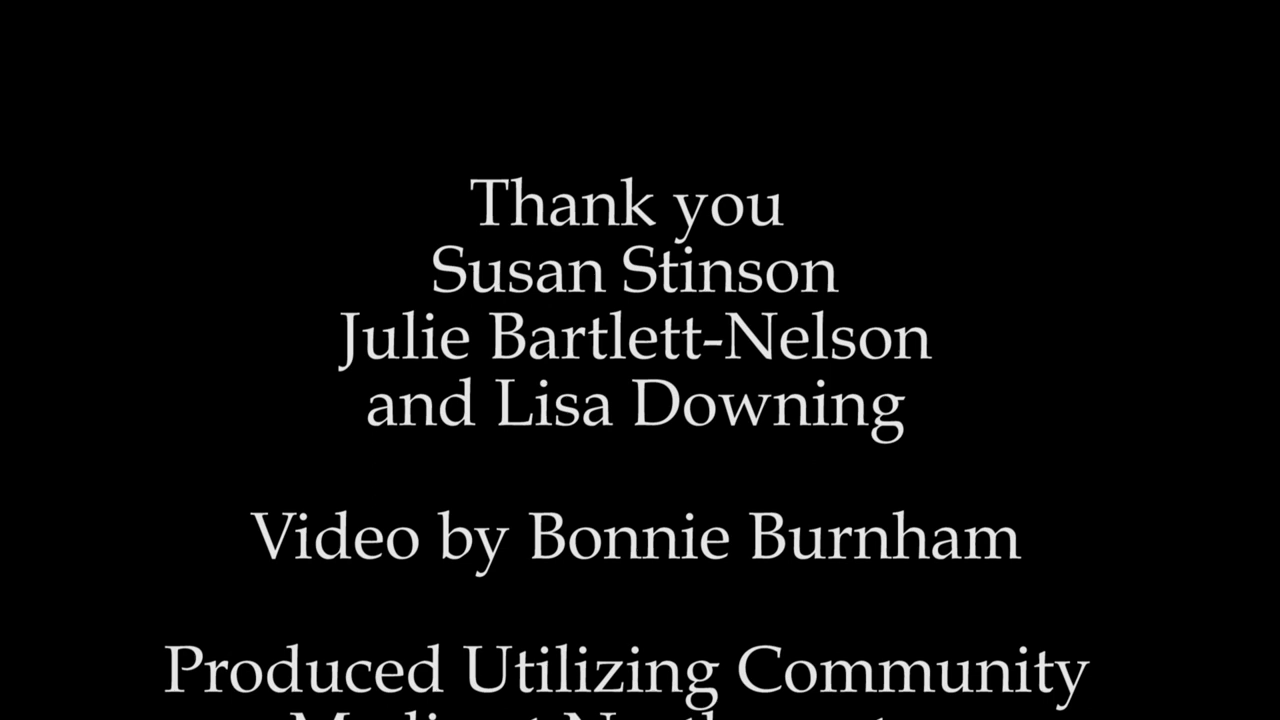 Thank you
Susan Stinson
Julie Bartlett-Nelson
and Lisa Downing
Video by Bonnie Burnham
Produced Utilizing Community